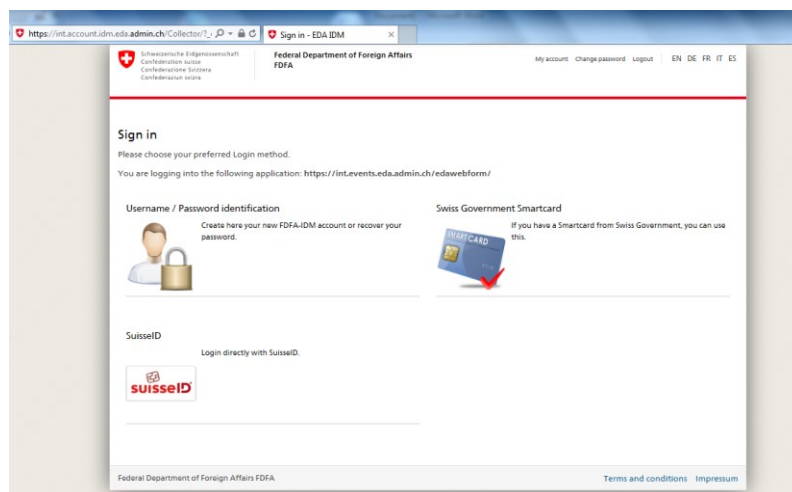 https://int.account.idm.eda.admin.ch/Collector/?_
Sign in - EDA IDM
Schweizerische Eidgenossenschaft
Confédération suisse
Confederazione Svizzera
Confederaziun svizra
Federal Department of Foreign Affairs
FDFA
My account Change password Logout EN DE FR IT ES
Sign in
Please choose your preferred Login method.
You are logging into the following application: https://int.events.eda.admin.ch/edawebform/
Username / Password identification
Create here your new FDFA-IDM account or recover your
password.
Swiss Government Smartcard
SMARTCARD
If you have a Smartcard from Swiss Government, you can use
this.
SuisseID
Login directly with SuisseID.
suisseID
Federal Department of Foreign Affairs FDFA
Terms and conditions Impressum